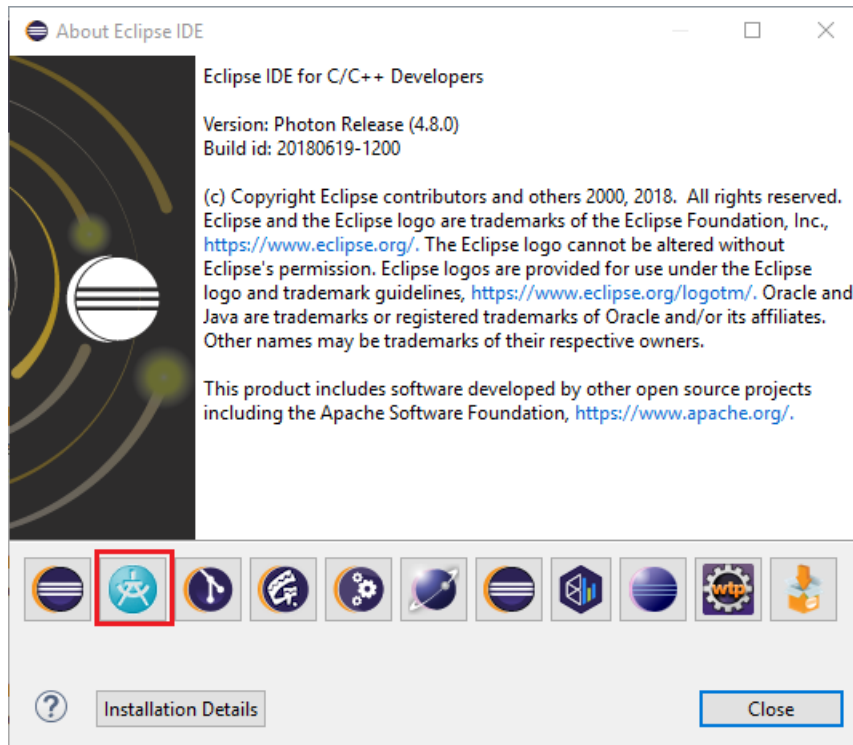 About Eclipse IDE
Eclipse IDE for C/C++ Developers
Version: Photon Release (4.8.0)
Build id: 20180619-1200
(c) Copyright Eclipse contributors and others 2000, 2018.  All rights reserved.
Eclipse and the Eclipse logo are trademarks of the Eclipse Foundation, Inc.,
https://www.eclipse.org/. The Eclipse logo cannot be altered without
Eclipse's permission. Eclipse logos are provided for use under the Eclipse
logo and trademark guidelines, https://www.eclipse.org/logotm/. Oracle and
Java are trademarks or registered trademarks of Oracle and/or its affiliates.
Other names may be trademarks of their respective owners.
This product includes software developed by other open source projects
including the Apache Software Foundation, https://www.apache.org/.
wtp
?
Installation Details
Close